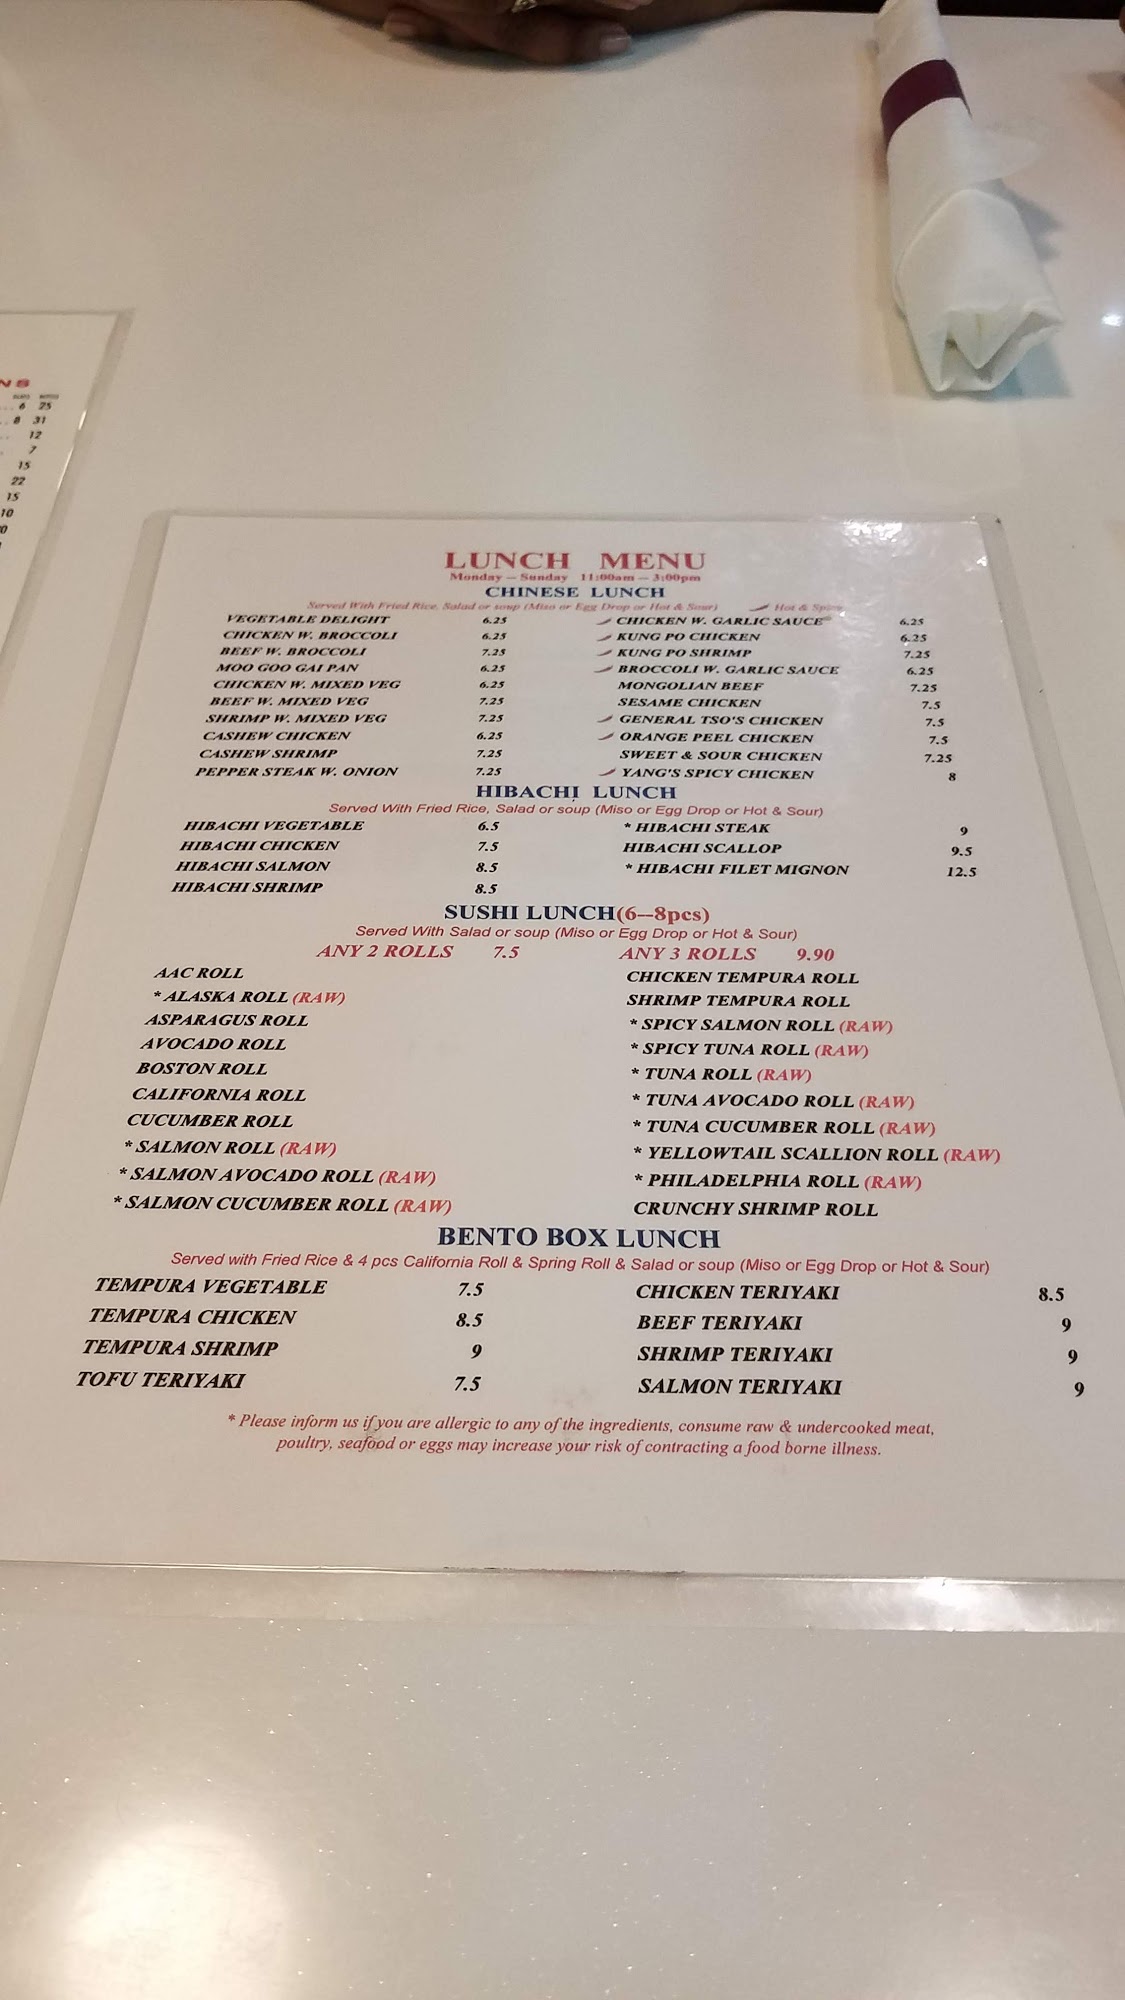 NS
6 25
8 31
12
7
15
22
15
10
LUNCH MENU
Monday -- Sunday 11:00am -- 3:00pm
CHINESE LUNCH
Served With Fried Rice, Salad or soup (Miso or Egg Drop or Hot & Sour) Hot & Spicy
VEGETABLE DELIGHT 6.25
CHICKEN W. BROCCOLI 6.25
BEEF W. BROCCOLI 7.25
MOO GOO GAI PAN 6.25
CHICKEN W. MIXED VEG 6.25
BEEF W. MIXED VEG 7.25
SHRIMP W. MIXED VEG 7.25
CASHEW CHICKEN 6.25
CASHEW SHRIMP 7.25
PEPPER STEAK W. ONION 7.25
CHICKEN W. GARLIC SAUCE 6.25
KUNG PO CHICKEN 6.25
KUNG PO SHRIMP 7.25
BROCCOLI W. GARLIC SAUCE 6.25
MONGOLIAN BEEF 7.25
SESAME CHICKEN 7.5
GENERAL TSO'S CHICKEN 7.5
ORANGE PEEL CHICKEN 7.5
SWEET & SOUR CHICKEN 7.25
YANG'S SPICY CHICKEN 8
HIBACHI LUNCH
Served With Fried Rice, Salad or soup (Miso or Egg Drop or Hot & Sour)
HIBACHI VEGETABLE 6.5
HIBACHI CHICKEN 7.5
HIBACHI SALMON 8.5
HIBACHI SHRIMP 8.5
* HIBACHI STEAK 9
HIBACHI SCALLOP 9.5
* HIBACHI FILET MIGNON 12.5
SUSHI LUNCH(6--8pcs)
Served With Salad or soup (Miso or Egg Drop or Hot & Sour)
ANY 2 ROLLS 7.5 ANY 3 ROLLS 9.90
AAC ROLL
* ALASKA ROLL (RAW)
ASPARAGUS ROLL
AVOCADO ROLL
BOSTON ROLL
CALIFORNIA ROLL
CUCUMBER ROLL
* SALMON ROLL (RAW)
* SALMON AVOCADO ROLL (RAW)
* SALMON CUCUMBER ROLL (RAW)
CHICKEN TEMPURA ROLL
SHRIMP TEMPURA ROLL
* SPICY SALMON ROLL (RAW)
* SPICY TUNA ROLL (RAW)
* TUNA ROLL (RAW)
* TUNA AVOCADO ROLL (RAW)
* TUNA CUCUMBER ROLL (RAW)
* YELLOWTAIL SCALLION ROLL (RAW)
* PHILADELPHIA ROLL (RAW)
CRUNCHY SHRIMP ROLL
BENTO BOX LUNCH
Served with Fried Rice & 4 pcs California Roll & Spring Roll & Salad or soup (Miso or Egg Drop or Hot & Sour)
TEMPURA VEGETABLE 7.5
TEMPURA CHICKEN 8.5
TEMPURA SHRIMP 9
TOFU TERIYAKI 7.5
CHICKEN TERIYAKI 8.5
BEEF TERIYAKI 9
SHRIMP TERIYAKI 9
SALMON TERIYAKI 9
* Please inform us if you are allergic to any of the ingredients, consume raw & undercooked meat,
poultry, seafood or eggs may increase your risk of contracting a food borne illness.